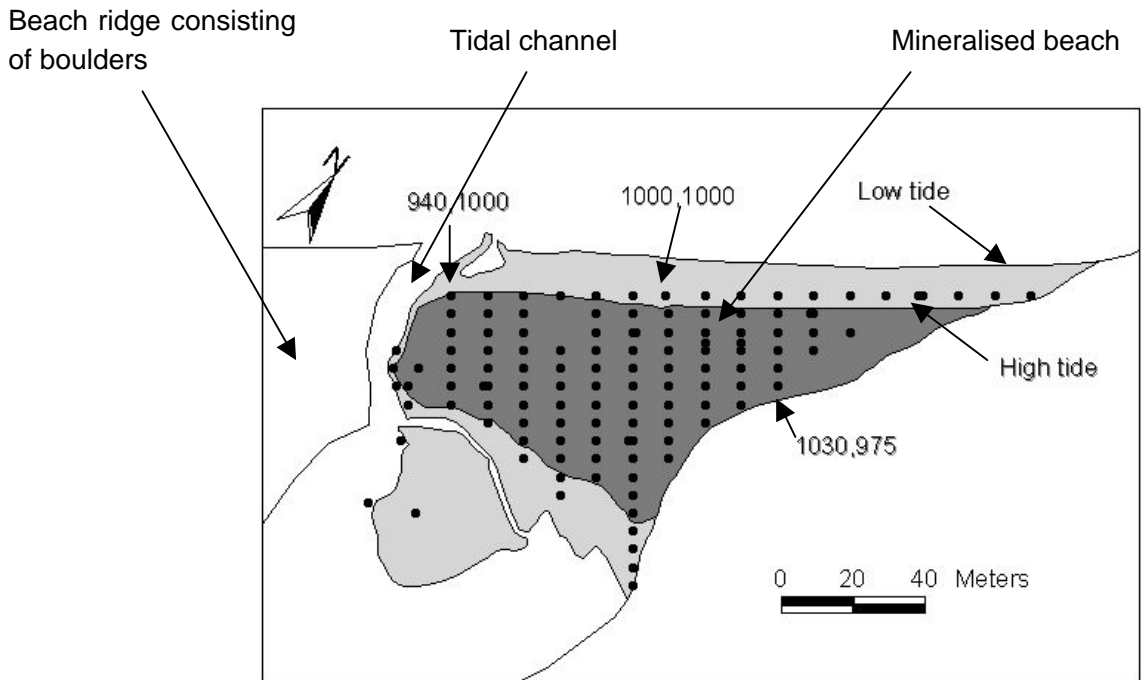 Beach ridge consisting
of boulders
Tidal channel
Mineralised beach
N
940,1000
1000,1000
Low tide
High tide
1030,975
0 20 40 Meters